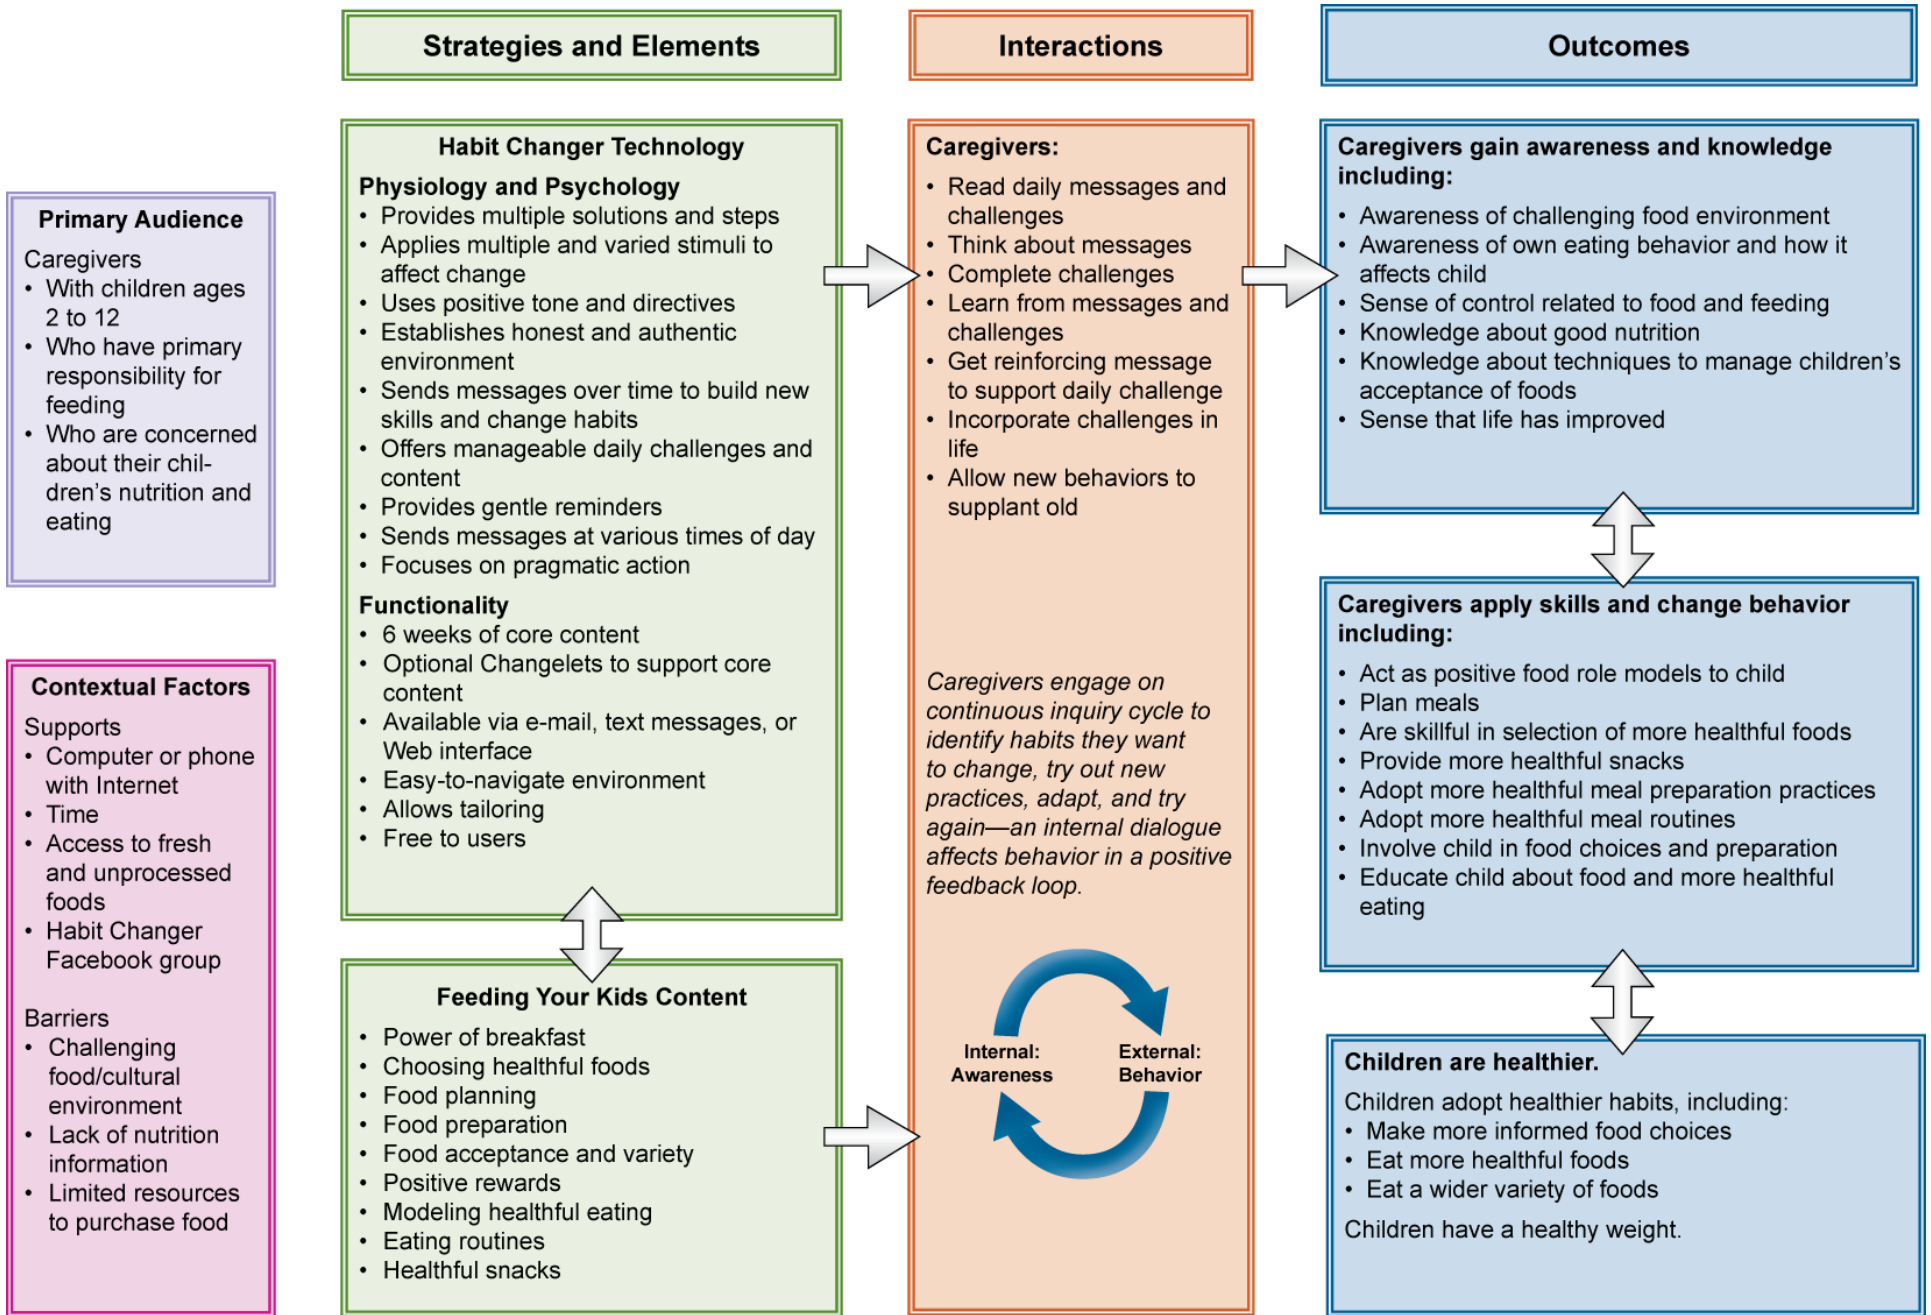 Strategies and Elements
Interactions
Outcomes
Primary Audience
Caregivers
• With children ages
2 to 12
• Who have primary
responsibility for
feeding
• Who are concerned
about their chil-
dren's nutrition and
eating
Contextual Factors
Supports
• Computer or phone
with Internet
• Time
• Access to fresh
and unprocessed
foods
• Habit Changer
Facebook group
Barriers
• Challenging
food/cultural
environment
• Lack of nutrition
information
• Limited resources
to purchase food
Habit Changer Technology
Physiology and Psychology
• Provides multiple solutions and steps
• Applies multiple and varied stimuli to
affect change
• Uses positive tone and directives
• Establishes honest and authentic
environment
• Sends messages over time to build new
skills and change habits
• Offers manageable daily challenges and
content
• Provides gentle reminders
• Sends messages at various times of day
• Focuses on pragmatic action
Functionality
• 6 weeks of core content
• Optional Changelets to support core
content
• Available via e-mail, text messages, or
Web interface
• Easy-to-navigate environment
• Allows tailoring
• Free to users
Feeding Your Kids Content
• Power of breakfast
• Choosing healthful foods
• Food planning
• Food preparation
• Food acceptance and variety
• Positive rewards
• Modeling healthful eating
• Eating routines
• Healthful snacks
Caregivers:
• Read daily messages and
challenges
• Think about messages
• Complete challenges
• Learn from messages and
challenges
• Get reinforcing message
to support daily challenge
• Incorporate challenges in
life
• Allow new behaviors to
supplant old
Caregivers engage on
continuous inquiry cycle to
identify habits they want
to change, try out new
practices, adapt, and try
again—an internal dialogue
affects behavior in a positive
feedback loop.
Internal:
Awareness
External:
Behavior
Caregivers gain awareness and knowledge
including:
• Awareness of challenging food environment
• Awareness of own eating behavior and how it
affects child
• Sense of control related to food and feeding
• Knowledge about good nutrition
• Knowledge about techniques to manage children's
acceptance of foods
• Sense that life has improved
Caregivers apply skills and change behavior
including:
• Act as positive food role models to child
• Plan meals
• Are skillful in selection of more healthful foods
• Provide more healthful snacks
• Adopt more healthful meal preparation practices
• Adopt more healthful meal routines
• Involve child in food choices and preparation
• Educate child about food and more healthful
eating
Children are healthier.
Children adopt healthier habits, including:
• Make more informed food choices
• Eat more healthful foods
• Eat a wider variety of foods
Children have a healthy weight.